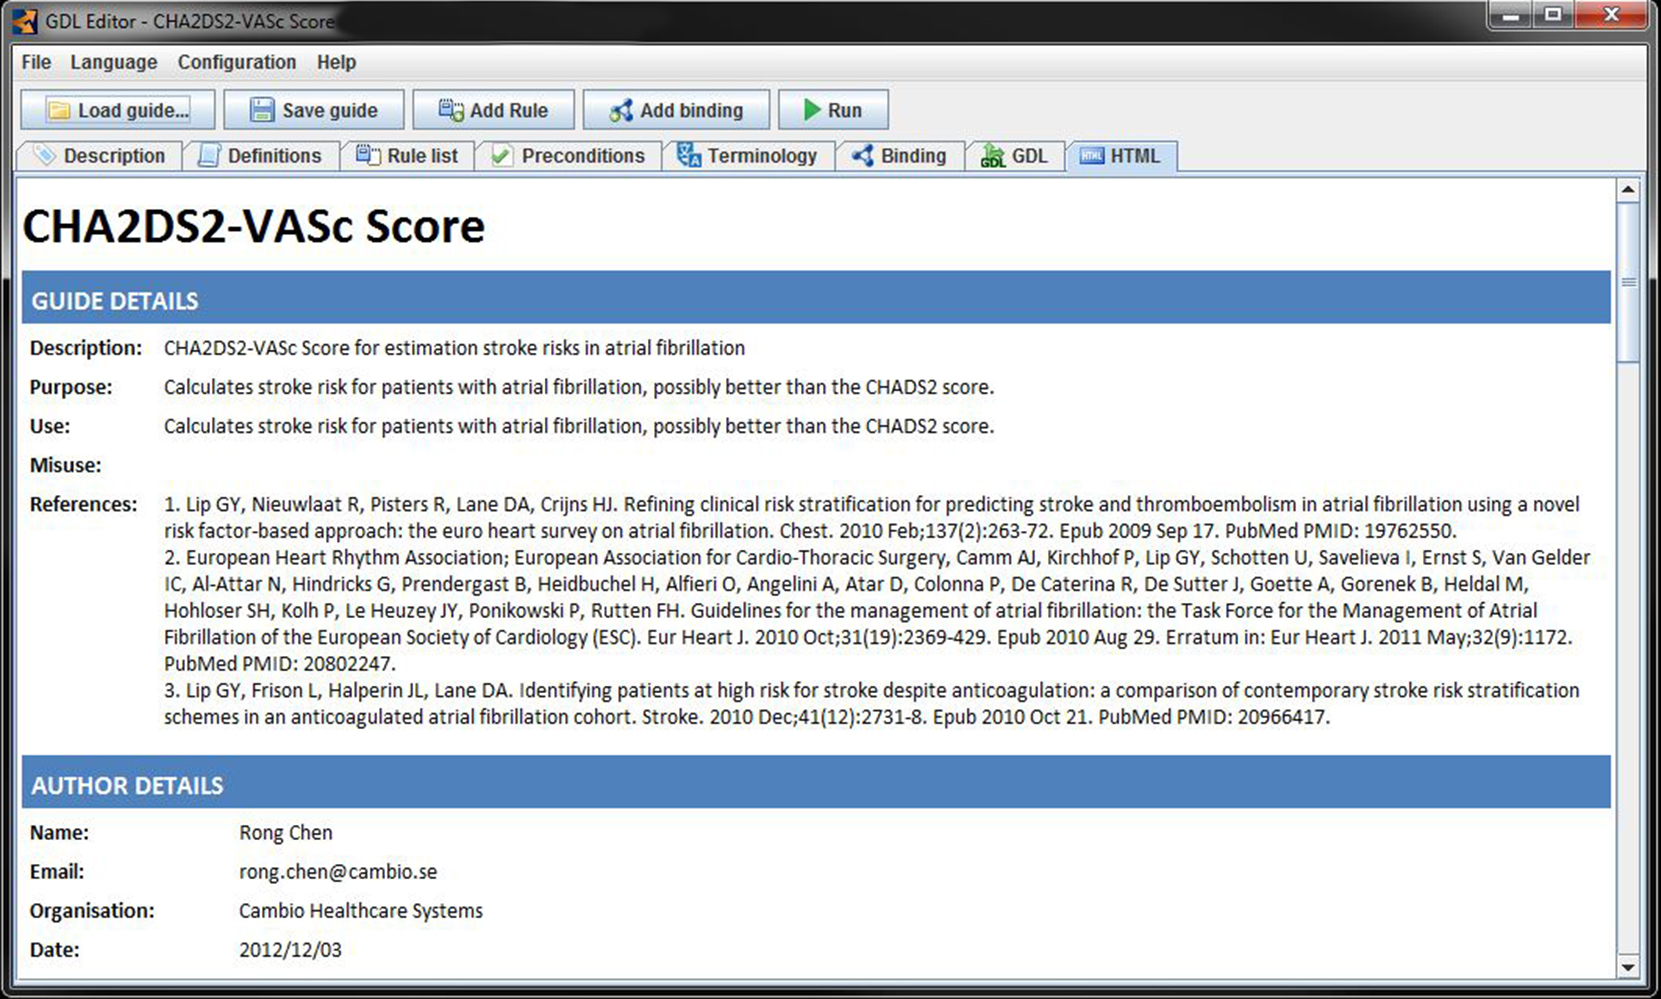 GDL Editor - CHA2DS2-VASc Score
File Language Configuration Help
Load guide... Save guide Add Rule Add binding Run
Description Definitions Rule list Preconditions Terminology Binding GDL GDL HTML HTML
CHA2DS2-VASc Score
GUIDE DETAILS
Description: CHA2DS2-VASc Score for estimation stroke risks in atrial fibrillation
Purpose: Calculates stroke risk for patients with atrial fibrillation, possibly better than the CHADS2 score.
Use: Calculates stroke risk for patients with atrial fibrillation, possibly better than the CHADS2 score.
Misuse:
References: 1. Lip GY, Nieuwlaat R, Pisters R, Lane DA, Crijns HJ. Refining clinical risk stratification for predicting stroke and thromboembolism in atrial fibrillation using a novel
risk factor-based approach: the euro heart survey on atrial fibrillation. Chest. 2010 Feb;137(2):263-72. Epub 2009 Sep 17. PubMed PMID: 19762550.
2. European Heart Rhythm Association; European Association for Cardio-Thoracic Surgery, Camm AJ, Kirchhof P, Lip GY, Schotten U, Savelieva I, Ernst S, Van Gelder
IC, Al-Attar N, Hindricks G, Prendergast B, Heidbuchel H, Alfieri O, Angelini A, Atar D, Colonna P, De Caterina R, De Sutter J, Goette A, Gorenek B, Heldal M,
Hohloser SH, Kolh P, Le Heuzey JY, Ponikowski P, Rutten FH. Guidelines for the management of atrial fibrillation: the Task Force for the Management of Atrial
Fibrillation of the European Society of Cardiology (ESC). Eur Heart J. 2010 Oct;31(19):2369-429. Epub 2010 Aug 29. Erratum in: Eur Heart J. 2011 May;32(9):1172.
PubMed PMID: 20802247.
3. Lip GY, Frison L, Halperin JL, Lane DA. Identifying patients at high risk for stroke despite anticoagulation: a comparison of contemporary stroke risk stratification
schemes in an anticoagulated atrial fibrillation cohort. Stroke. 2010 Dec;41(12):2731-8. Epub 2010 Oct 21. PubMed PMID: 20966417.
AUTHOR DETAILS
Name: Rong Chen
Email: rong.chen@cambio.se
Organisation: Cambio Healthcare Systems
Date: 2012/12/03